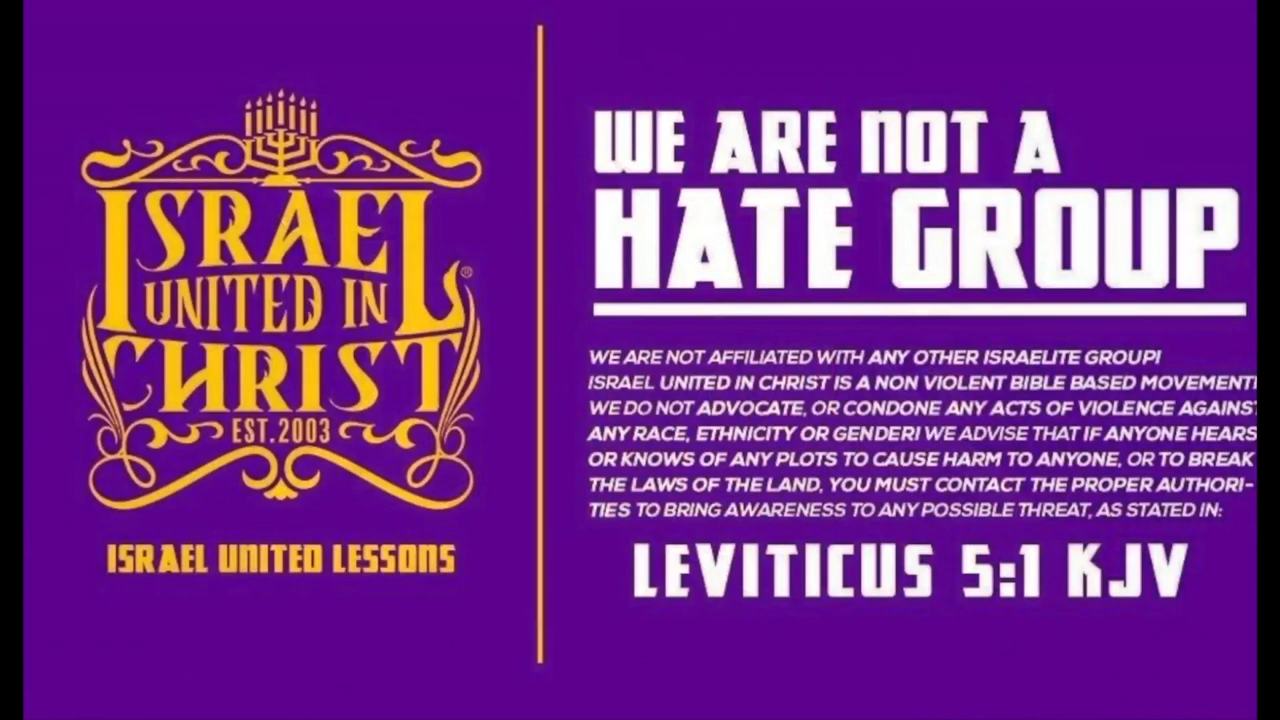 ISRAEL
UNITED IN
CHRIST
®
EST.2003
ISRAEL UNITED LESSONS
WE ARE NOT A
HATE GROUP
WE ARE NOT AFFILIATED WITH ANY OTHER ISRAELITE GROUP!
ISRAEL UNITED IN CHRIST IS A NON VIOLENT BIBLE BASED MOVEMENT!
WE DO NOT ADVOCATE, OR CONDONE ANY ACTS OF VIOLENCE AGAINST
ANY RACE, ETHNICITY OR GENDER! WE ADVISE THAT IF ANYONE HEARS
OR KNOWS OF ANY PLOTS TO CAUSE HARM TO ANYONE, OR TO BREAK
THE LAWS OF THE LAND, YOU MUST CONTACT THE PROPER AUTHORI-
TIES TO BRING AWARENESS TO ANY POSSIBLE THREAT, AS STATED IN:
LEVITICUS 5:1 KJV